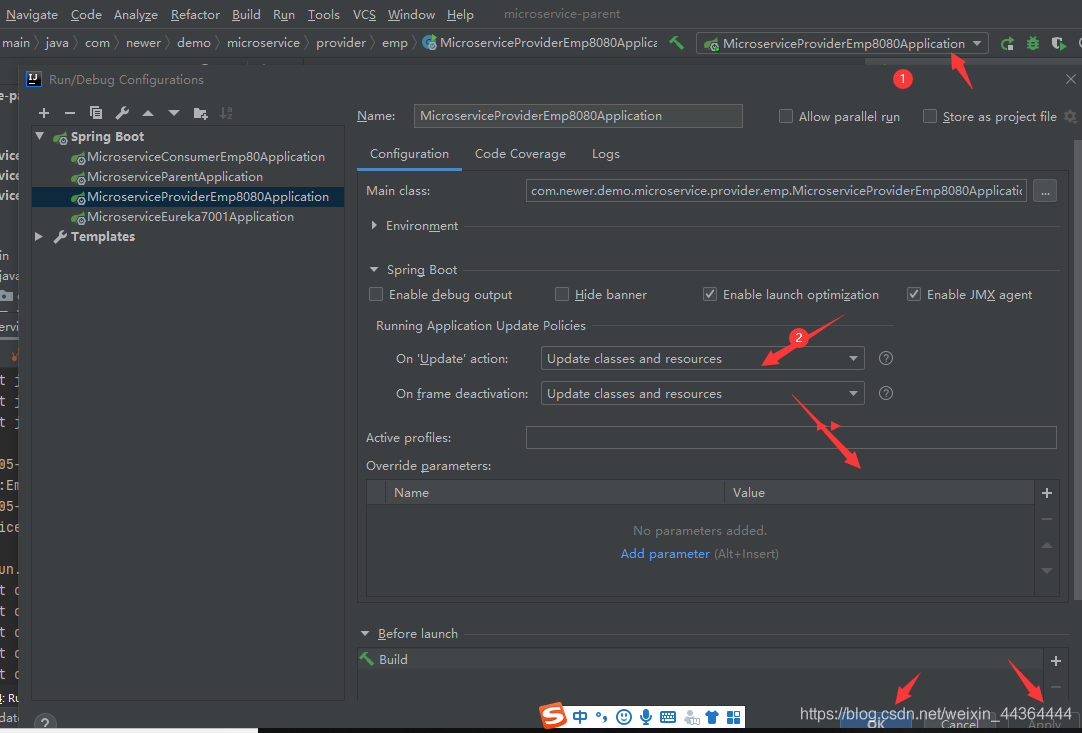 Navigate Code Analyze Refactor Build Run Tools VCS Window Help microservice-parent
main java com newer demo microservice provider emp MicroserviceProviderEmp8080Applica MicroserviceProviderEmp8080Application
1
Run/Debug Configurations
Name: MicroserviceProviderEmp8080Application Allow parallel run Store as project file
Spring Boot
MicroserviceConsumerEmp80Application
MicroserviceParentApplication
MicroserviceProviderEmp8080Application
MicroserviceEureka7001Application
Templates
Configuration Code Coverage Logs
Main class: com.newer.demo.microservice.provider.emp.MicroserviceProviderEmp8080Applicatio ...
Environment
Spring Boot
Enable debug output Hide banner Enable launch optimization Enable JMX agent
Running Application Update Policies
2
On 'Update' action: Update classes and resources ?
On frame deactivation: Update classes and resources ?
Active profiles:
Override parameters:
Name Value
No parameters added.
Add parameter (Alt+Insert)
Before launch
Build
中
https://blog.csdn.net/weixin_44364444
? OK Cancel Apply